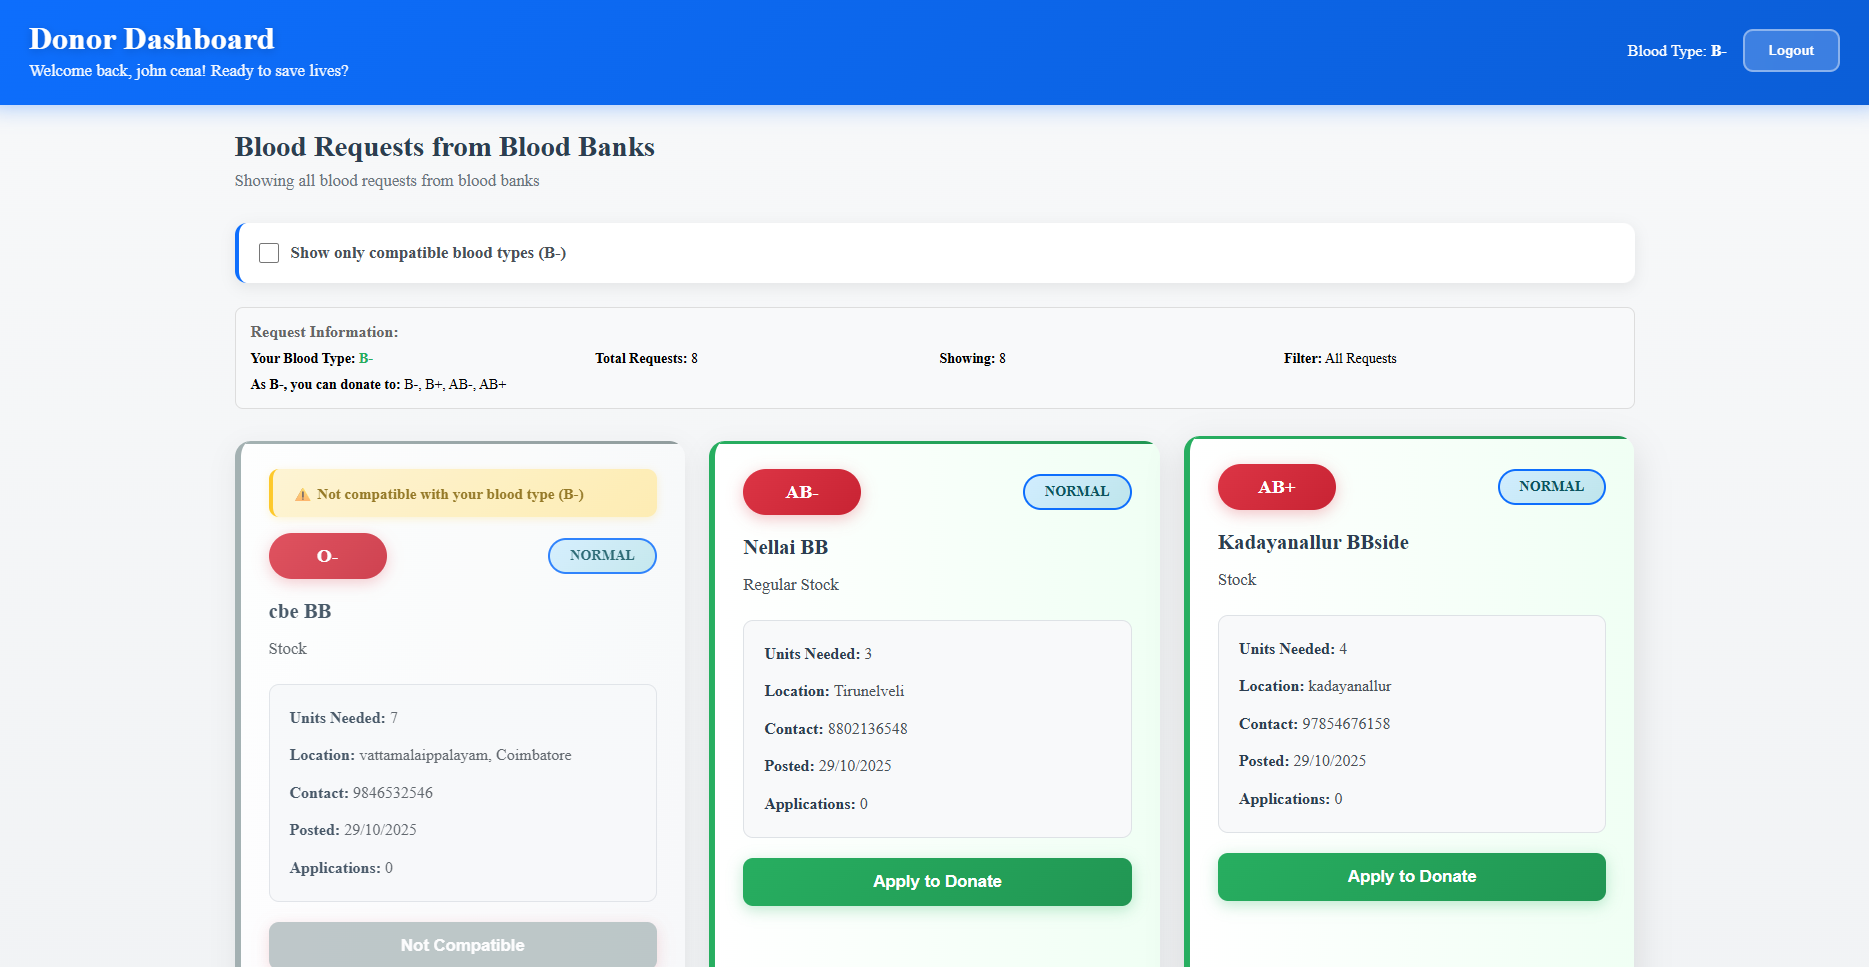 Donor Dashboard
Welcome back, john cena! Ready to save lives?
Blood Type: B-
Logout
Blood Requests from Blood Banks
Showing all blood requests from blood banks
Show only compatible blood types (B-)
Request Information:
Your Blood Type: B-
Total Requests: 8
Showing: 8
Filter: All Requests
As B-, you can donate to: B-, B+, AB-, AB+
⚠ Not compatible with your blood type (B-)
O-
NORMAL
cbe BB
Stock
Units Needed: 7
Location: vattamalaippalayam, Coimbatore
Contact: 9846532546
Posted: 29/10/2025
Applications: 0
Not Compatible
AB-
NORMAL
Nellai BB
Regular Stock
Units Needed: 3
Location: Tirunelveli
Contact: 8802136548
Posted: 29/10/2025
Applications: 0
Apply to Donate
AB+
NORMAL
Kadayanallur BBside
Stock
Units Needed: 4
Location: kadayanallur
Contact: 97854676158
Posted: 29/10/2025
Applications: 0
Apply to Donate